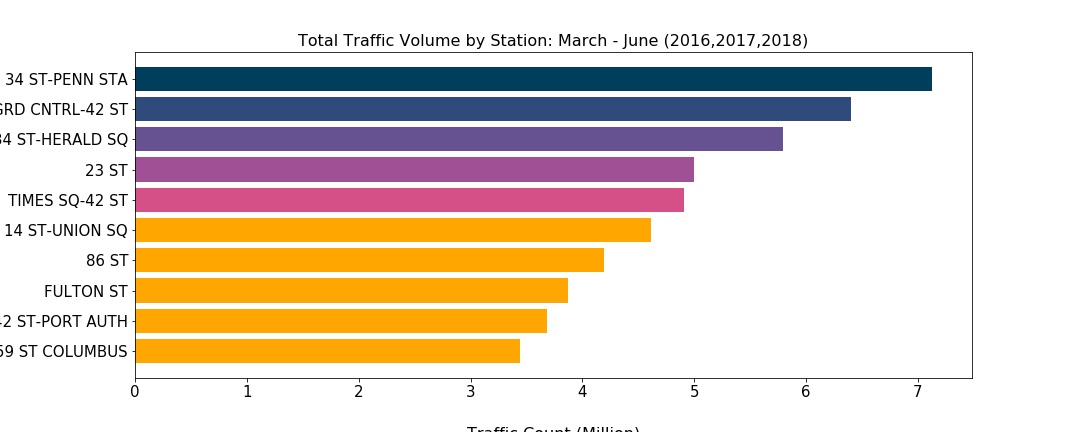 Total Traffic Volume by Station: March - June (2016,2017,2018)
34 ST-PENN STA
GRD CNTRL-42 ST
34 ST-HERALD SQ
23 ST
TIMES SQ-42 ST
14 ST-UNION SQ
86 ST
FULTON ST
42 ST-PORT AUTH
59 ST COLUMBUS
0 1 2 3 4 5 6 7
Traffic Count (Million)